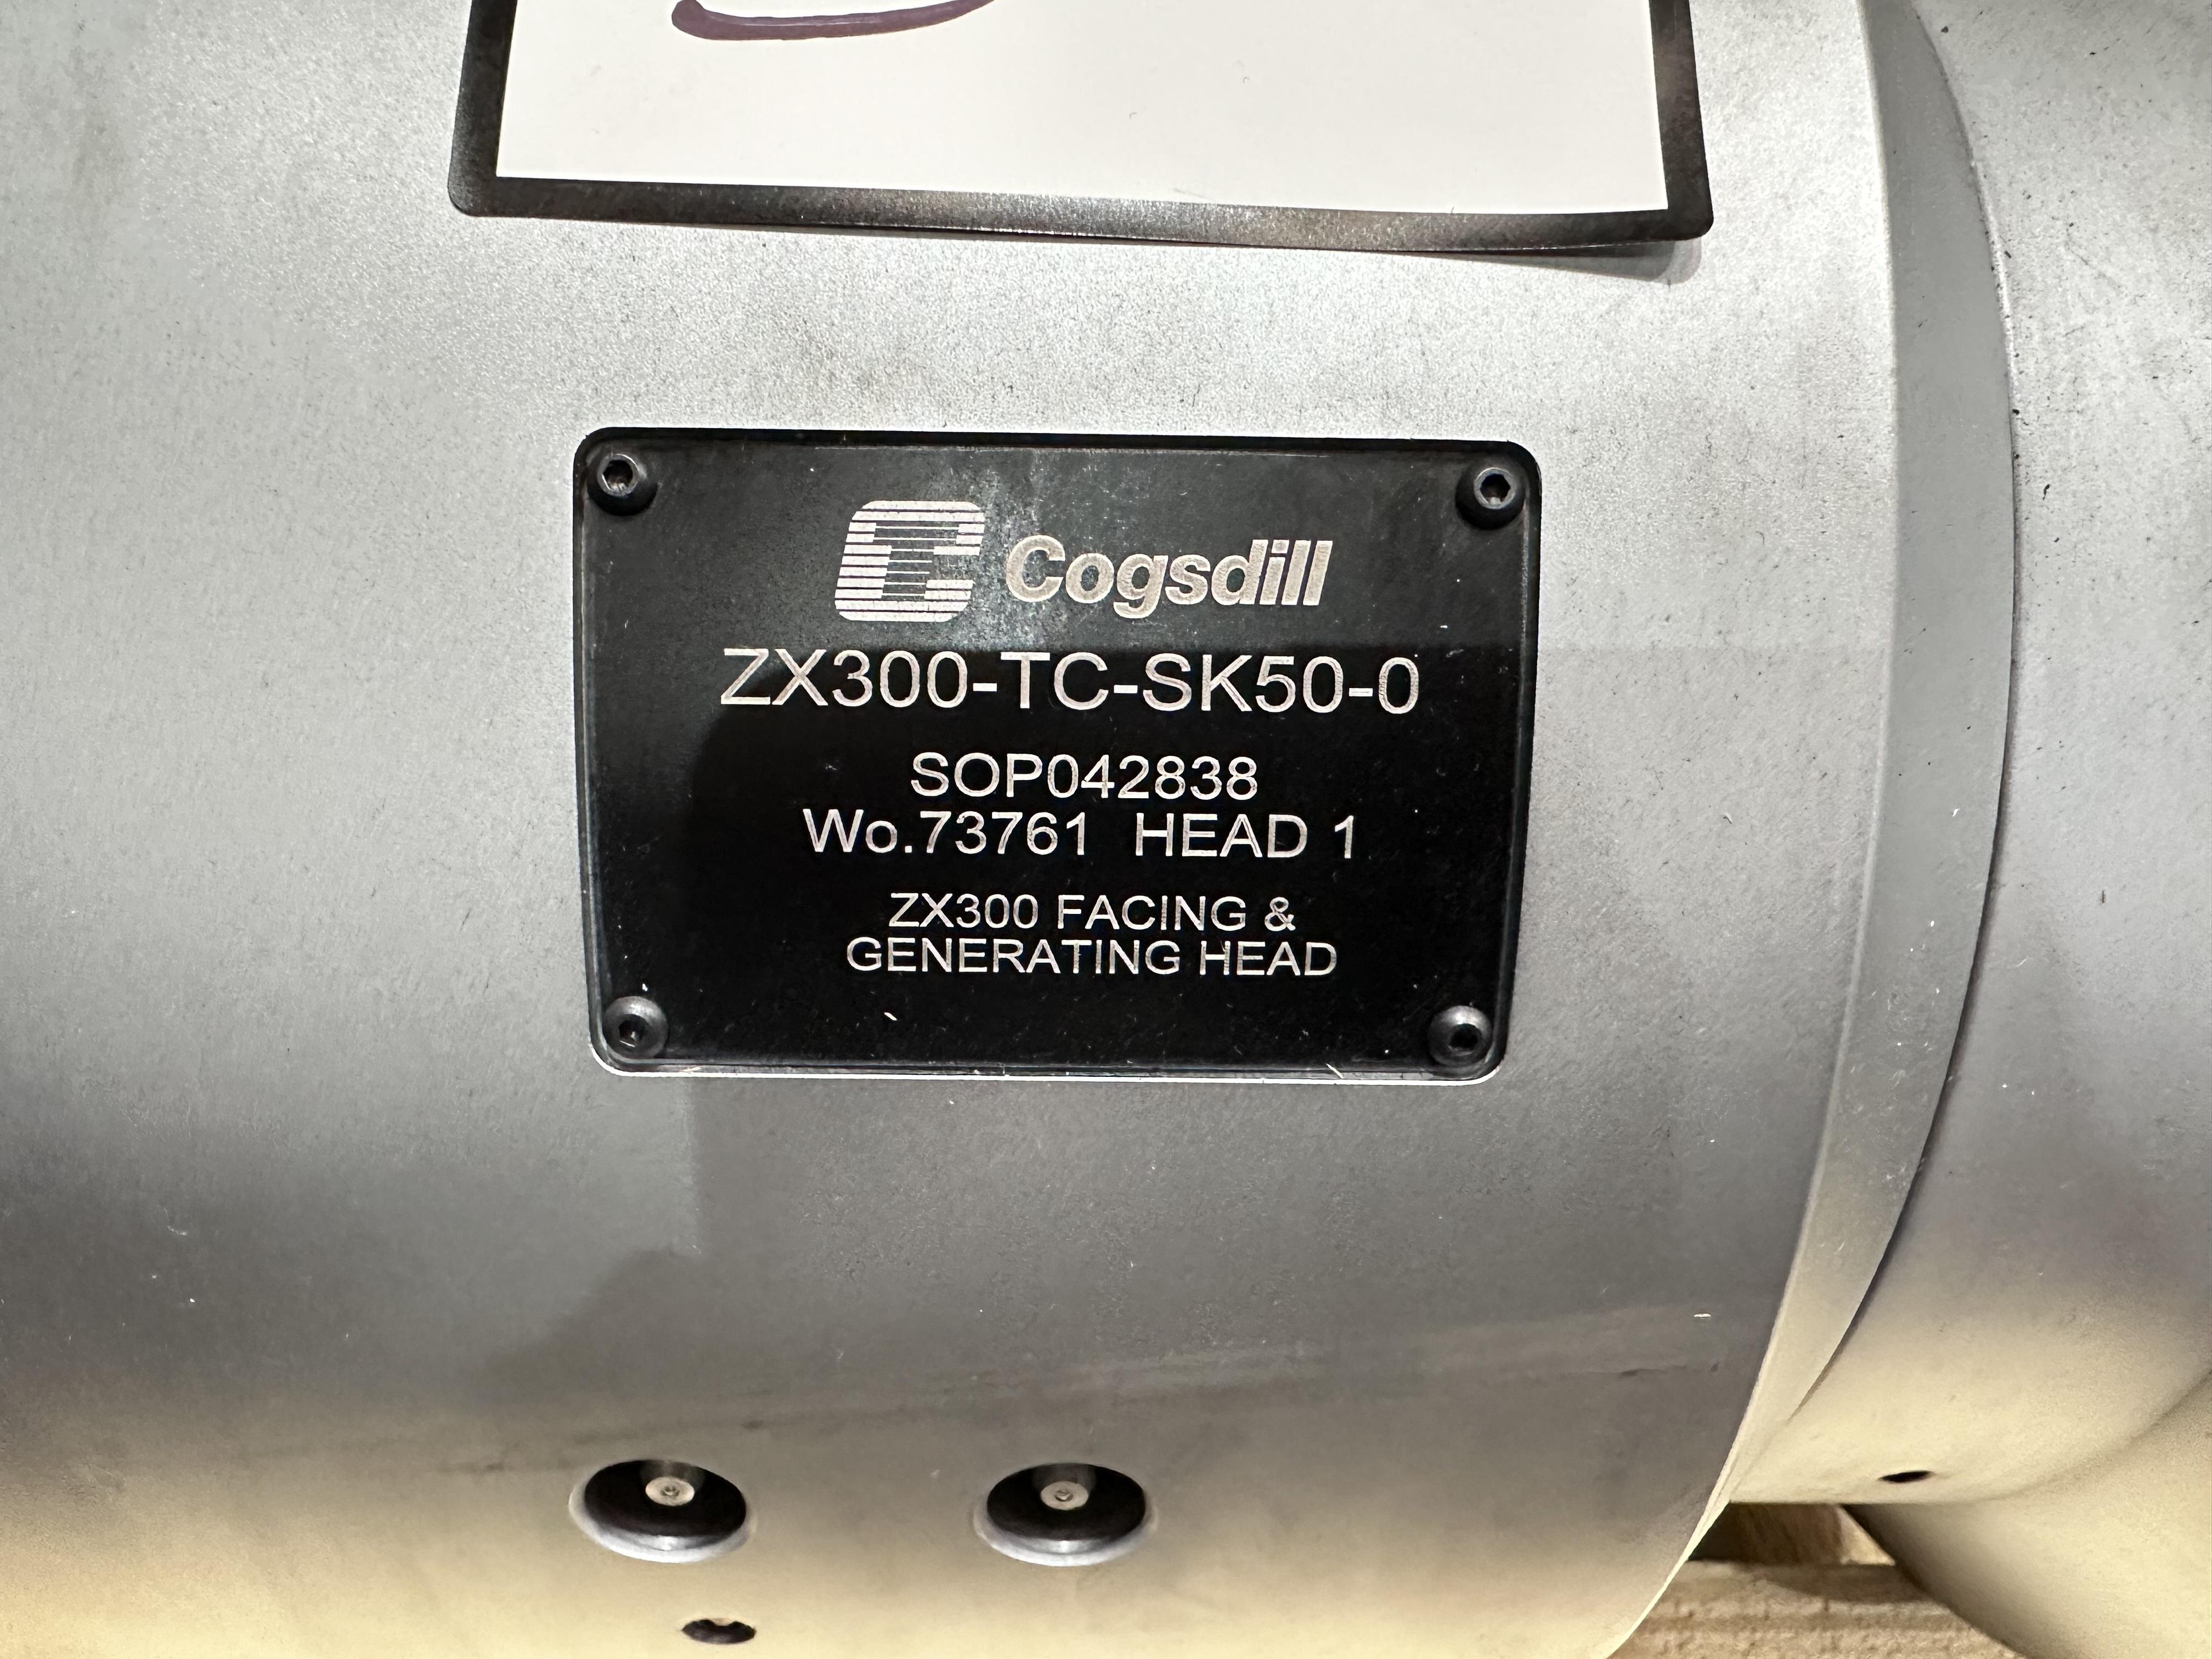 Cogsdill
ZX300-TC-SK50-0
SOP042838
Wo.73761 HEAD 1
ZX300 FACING &
GENERATING HEAD